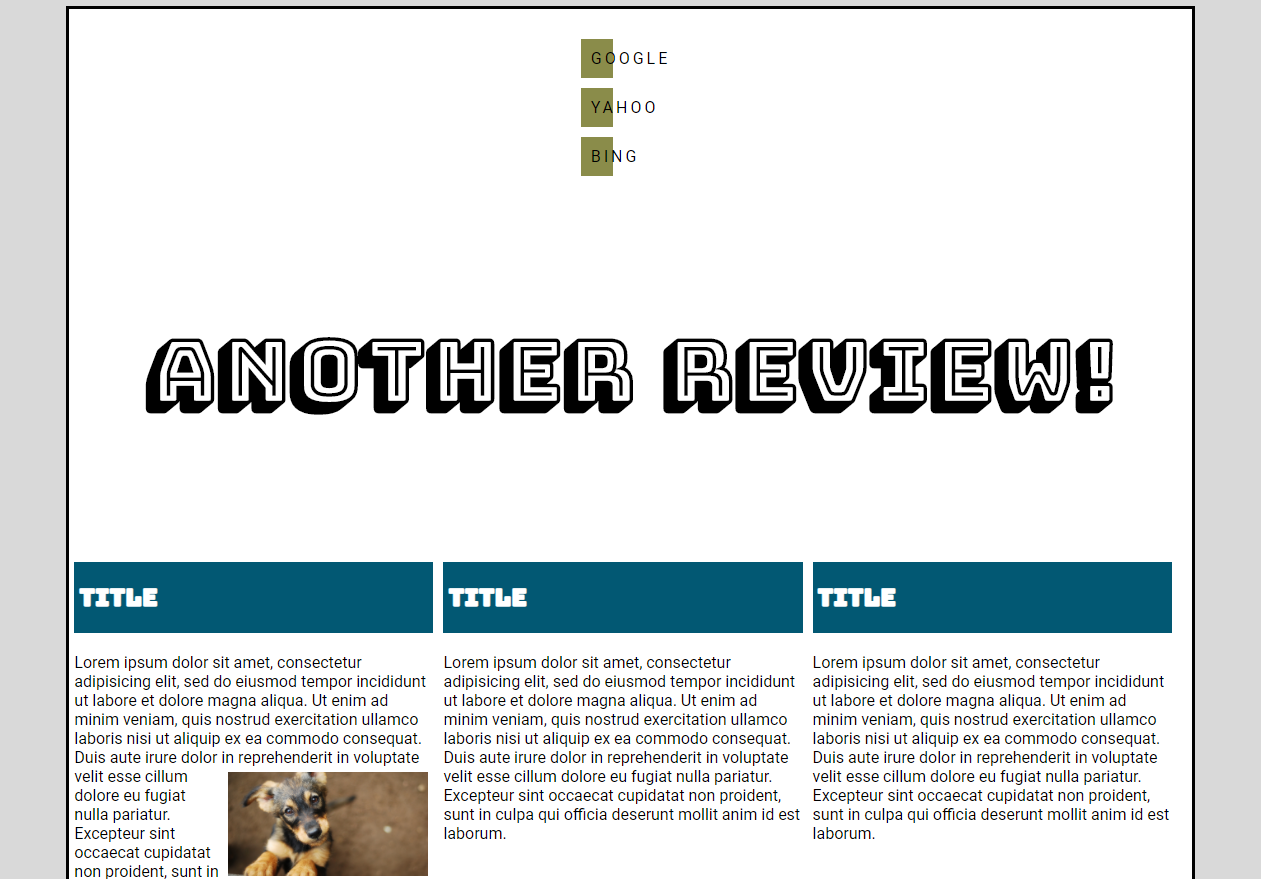 GOOGLE
YAHOO
BING
ANOTHER REVIEW!
TITLE
Lorem ipsum dolor sit amet, consectetur
adipisicing elit, sed do eiusmod tempor incididunt
ut labore et dolore magna aliqua. Ut enim ad
minim veniam, quis nostrud exercitation ullamco
laboris nisi ut aliquip ex ea commodo consequat.
Duis aute irure dolor in reprehenderit in voluptate
velit esse cillum
dolore eu fugiat
nulla pariatur.
Excepteur sint
occaecat cupidatat
non proident, sunt in
TITLE
Lorem ipsum dolor sit amet, consectetur
adipisicing elit, sed do eiusmod tempor incididunt
ut labore et dolore magna aliqua. Ut enim ad
minim veniam, quis nostrud exercitation ullamco
laboris nisi ut aliquip ex ea commodo consequat.
Duis aute irure dolor in reprehenderit in voluptate
velit esse cillum dolore eu fugiat nulla pariatur.
Excepteur sint occaecat cupidatat non proident,
sunt in culpa qui officia deserunt mollit anim id est
laborum.
TITLE
Lorem ipsum dolor sit amet, consectetur
adipisicing elit, sed do eiusmod tempor incididunt
ut labore et dolore magna aliqua. Ut enim ad
minim veniam, quis nostrud exercitation ullamco
laboris nisi ut aliquip ex ea commodo consequat.
Duis aute irure dolor in reprehenderit in voluptate
velit esse cillum dolore eu fugiat nulla pariatur.
Excepteur sint occaecat cupidatat non proident,
sunt in culpa qui officia deserunt mollit anim id est
laborum.